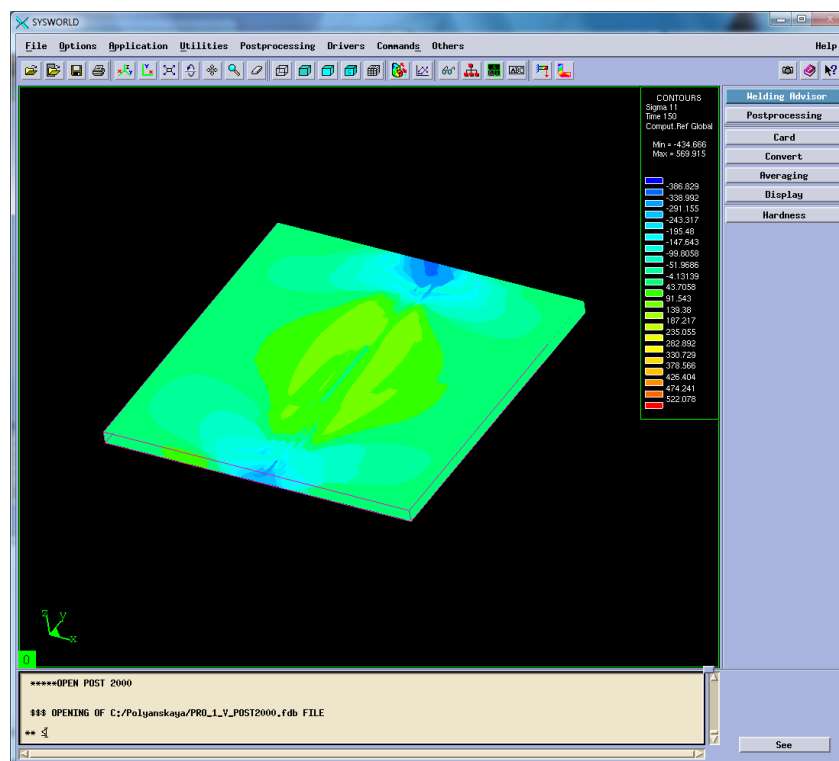 SYSWORLD
File Options Application Utilities Postprocessing Drivers Commands Others Help
CONTOURS
Sigma 11
Time 150
Comput.Ref Global
Min = -434.666
Max = 569.915
-386.829
-338.992
-291.155
-243.317
-195.48
-147.643
-99.8058
-51.9686
-4.13139
43.7058
91.543
139.38
187.217
235.055
282.892
330.729
378.566
426.404
474.241
522.078
Welding Advisor
Postprocessing
Card
Convert
Averaging
Display
Hardness
Z Y X
0
*****OPEN POST 2000
$$$ OPENING OF C:/Polyanskaya/PRO_1_V_POST2000.fdb FILE
**
See